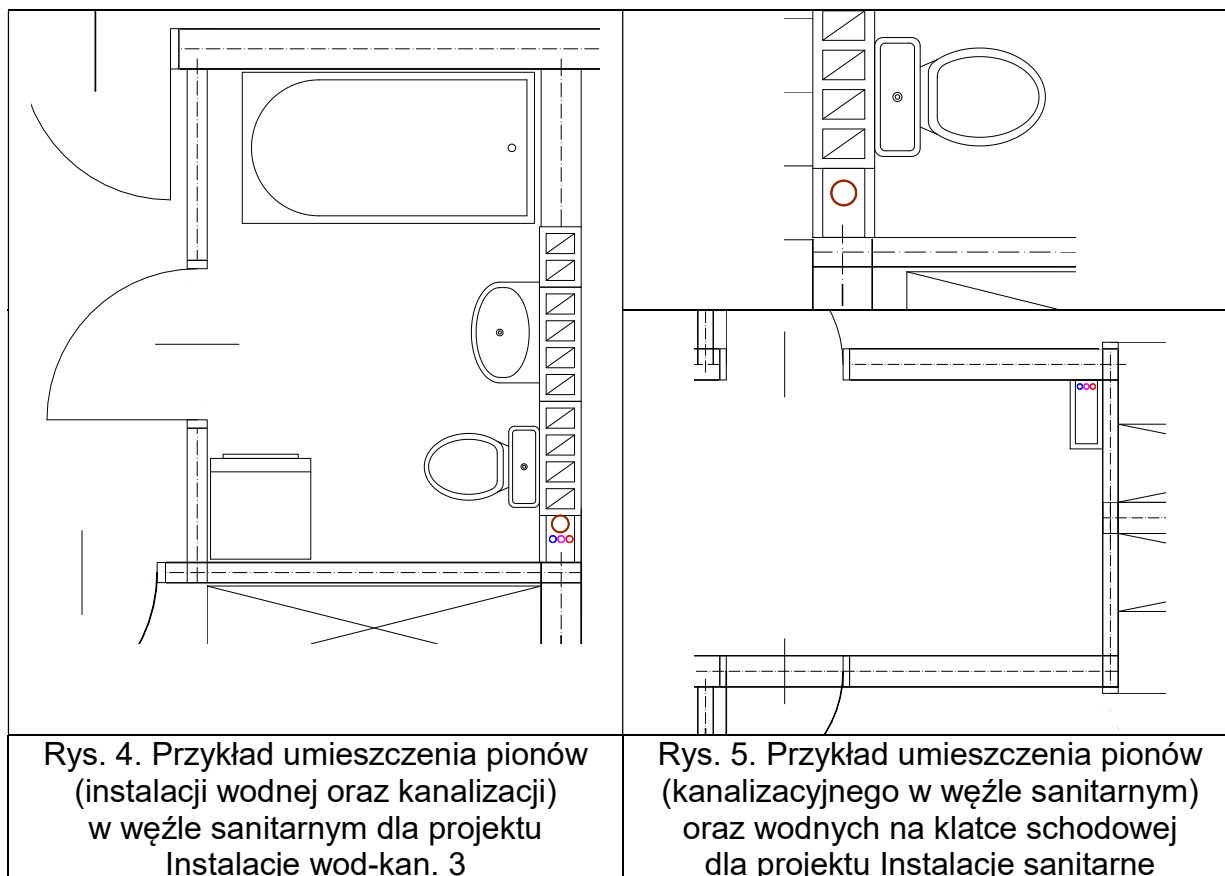 Rys. 4. Przykład umieszczenia pionów
(instalacji wodnej oraz kanalizacji)
w węźle sanitarnym dla projektu
Instalacje wod-kan. 3
Rys. 5. Przykład umieszczenia pionów
(kanalizacyjnego w węźle sanitarnym)
oraz wodnych na klatce schodowej
dla projektu Instalacje sanitarne